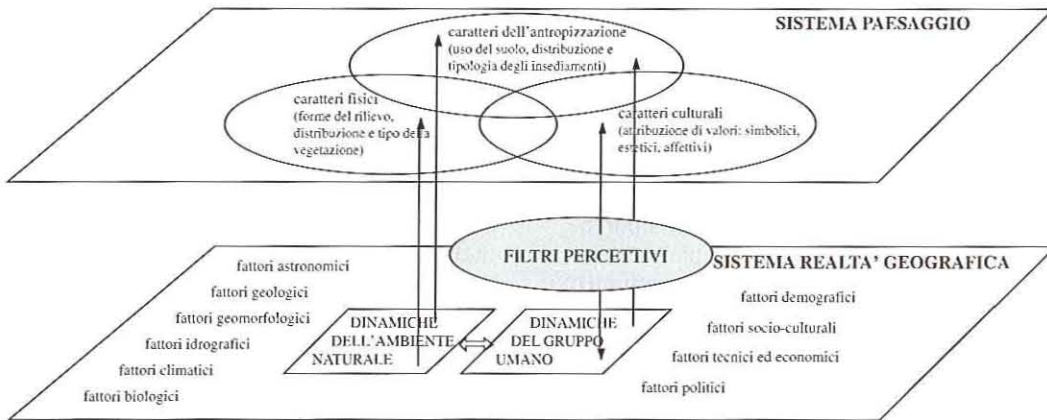 SISTEMA PAESAGGIO
caratteri dell'antropizzazione
(uso del suolo, distribuzione e
tipologia degli insediamenti)
caratteri fisici
(forme del rilievo,
distribuzione e tipo della
vegetazione)
caratteri culturali
(attribuzione di valori: simbolici,
estetici, affettivi)
FILTRI PERCETTIVI
SISTEMA REALTA' GEOGRAFICA
fattori astronomici
fattori geologici
fattori geomorfologici
fattori idrografici
fattori climatici
fattori biologici
DINAMICHE
DELL'AMBIENTE
NATURALE
DINAMICHE
DEL GRUPPO
UMANO
fattori demografici
fattori socio-culturali
fattori tecnici ed economici
fattori politici